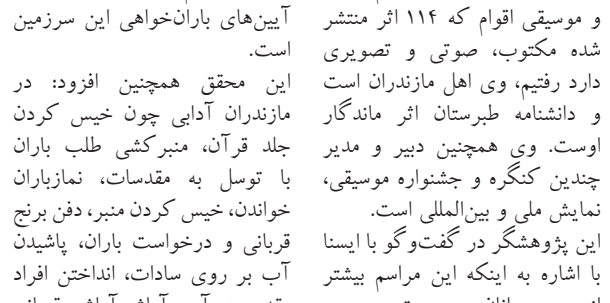 و موسیقی اقوام که ۱۱۴ اثر منتشر
شده مکتوب، صوتی و تصویری
دارد رفتیم، وی اهل مازندران است
و دانشنامه طبرستان اثر ماندگار
اوست. وی همچنین دبیر و مدیر
چندین کنگره و جشنواره موسیقی،
نمایش ملی و بین‌المللی است.
این پژوهشگر در گفت‌وگو با ایسنا
با اشاره به اینکه این مراسم بیشتر
آیین‌های باران‌خواهی این سرزمین
است.
این محقق همچنین افزود: در
مازندران آدابی چون خیس کردن
جلد قرآن، منبرکشی طلب باران
با توسل به مقدسات، نمازباران
خواندن، خیس کردن منبر، دفن برنج
قربانی و درخواست باران، پاشیدن
آب بر روی سادات، انداختن افراد